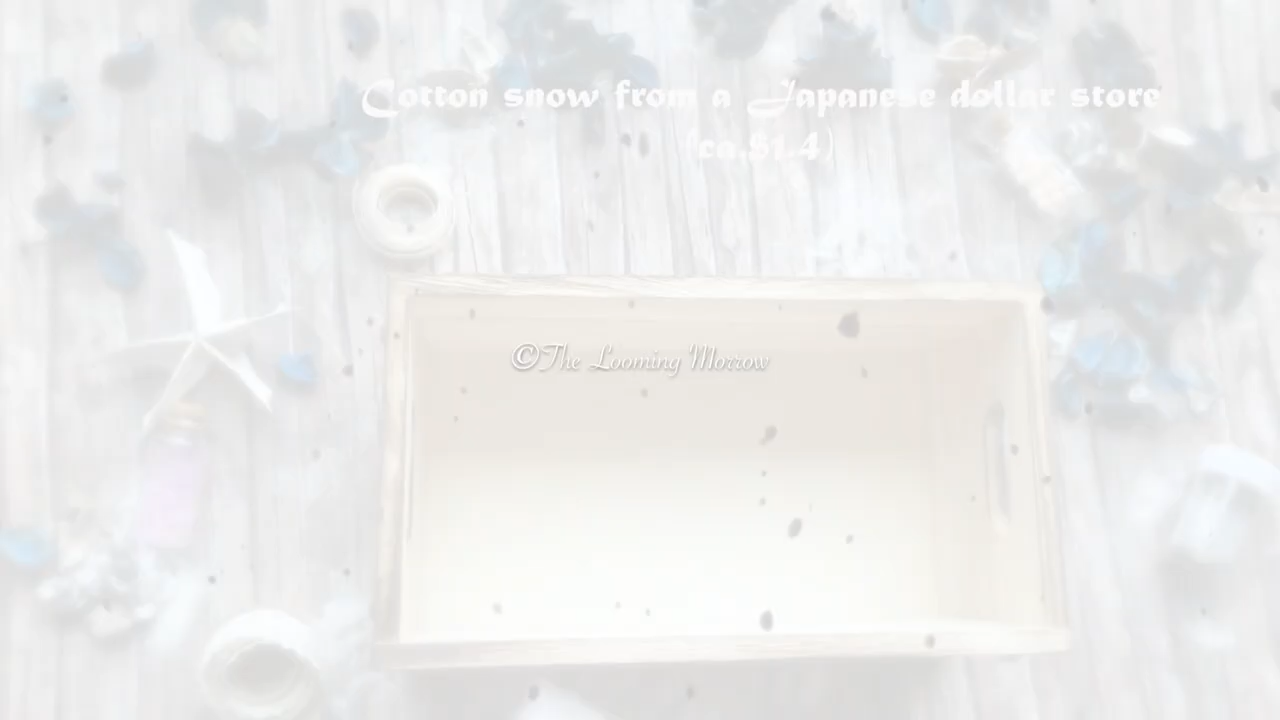 Cotton snow from a Japanese dollar store
(ca.$1.4)
©The Looming Morrow